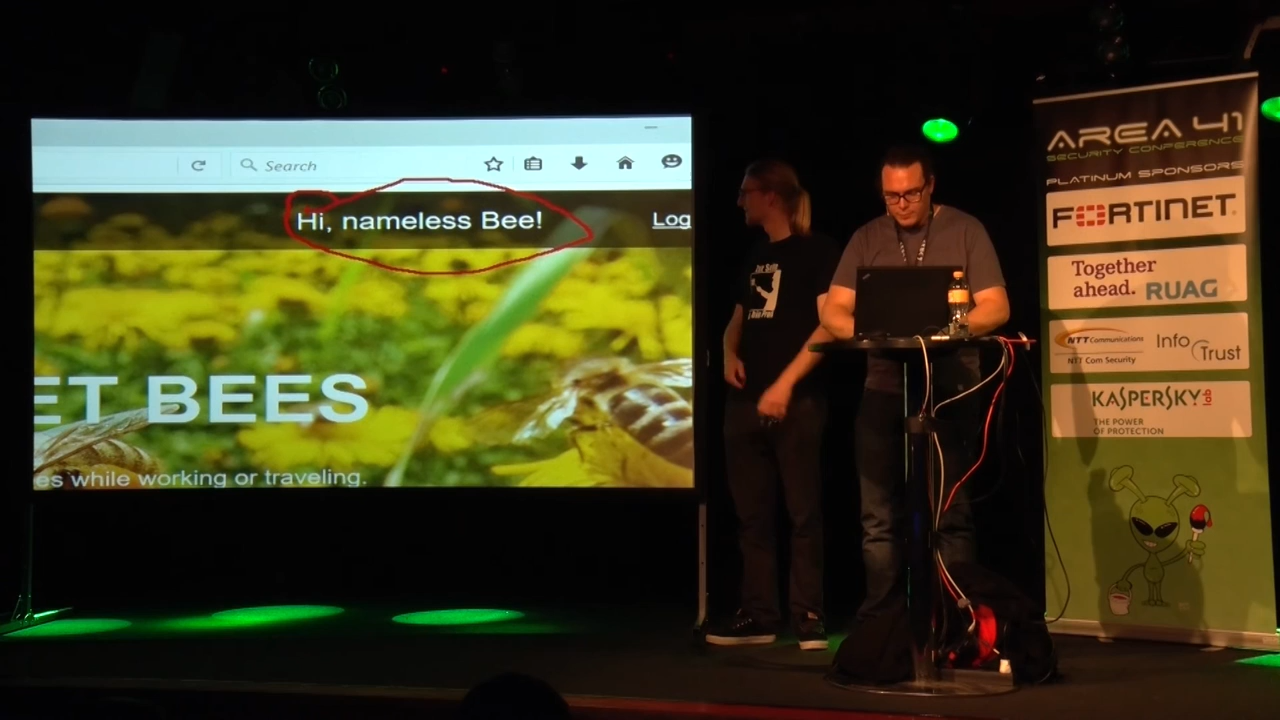 Search
Hi, nameless Bee!
Log
ET BEES
es while working or traveling.
AREA 41
SECURITY CONFERENCE
PLATINUM SPONSORS
FORTINET
Together
ahead. RUAG
NTT Communications
NTT Com Security
Info
Trust
KASPERSKY lab
THE POWER
OF PROTECTION